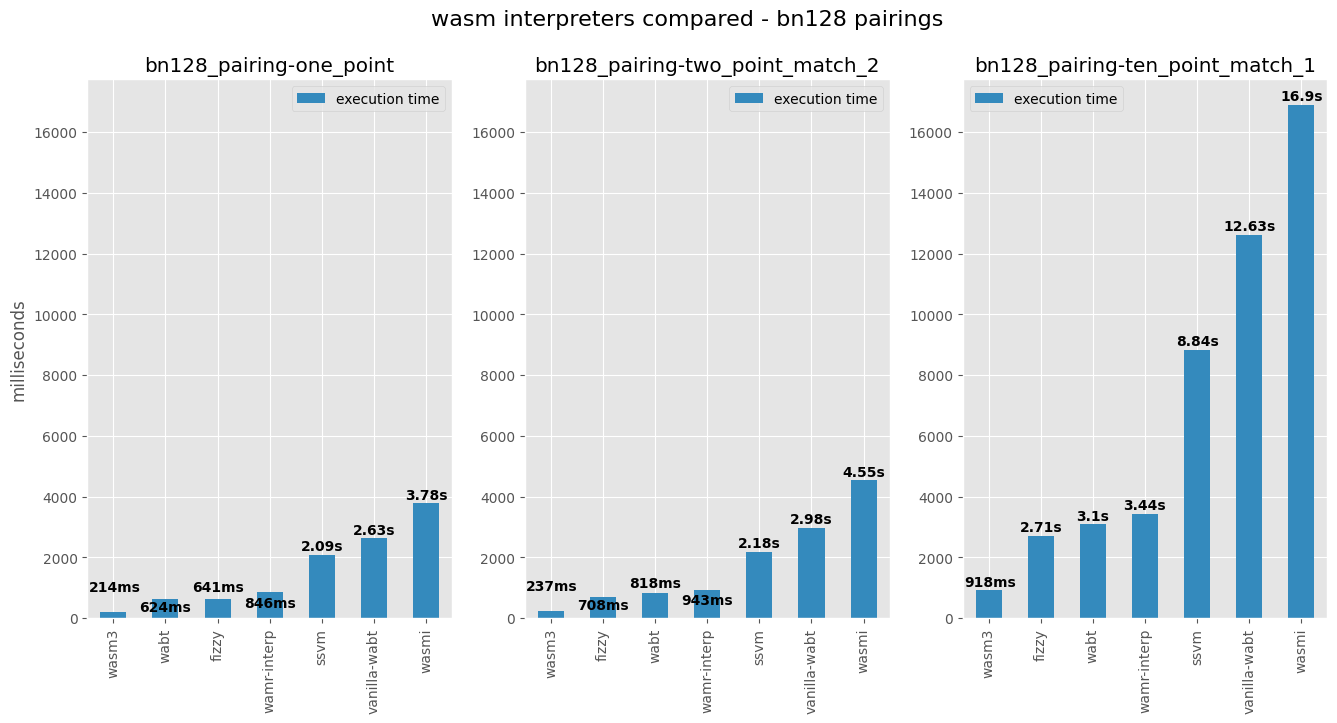 wasm interpreters compared - bn128 pairings
bn128_pairing-one_point
execution time
milliseconds
16000
14000
12000
10000
8000
6000
4000
2000
0
214ms
624ms
641ms
846ms
2.09s
2.63s
3.78s
wasm3
wabt
fizzy
wamr-interp
ssvm
vanilla-wabt
wasmi
bn128_pairing-two_point_match_2
execution time
16000
14000
12000
10000
8000
6000
4000
2000
0
237ms
708ms
818ms
943ms
2.18s
2.98s
4.55s
wasm3
fizzy
wabt
wamr-interp
ssvm
vanilla-wabt
wasmi
bn128_pairing-ten_point_match_1
execution time
16000
14000
12000
10000
8000
6000
4000
2000
0
918ms
2.71s
3.1s
3.44s
8.84s
12.63s
16.9s
wasm3
fizzy
wabt
wamr-interp
ssvm
vanilla-wabt
wasmi